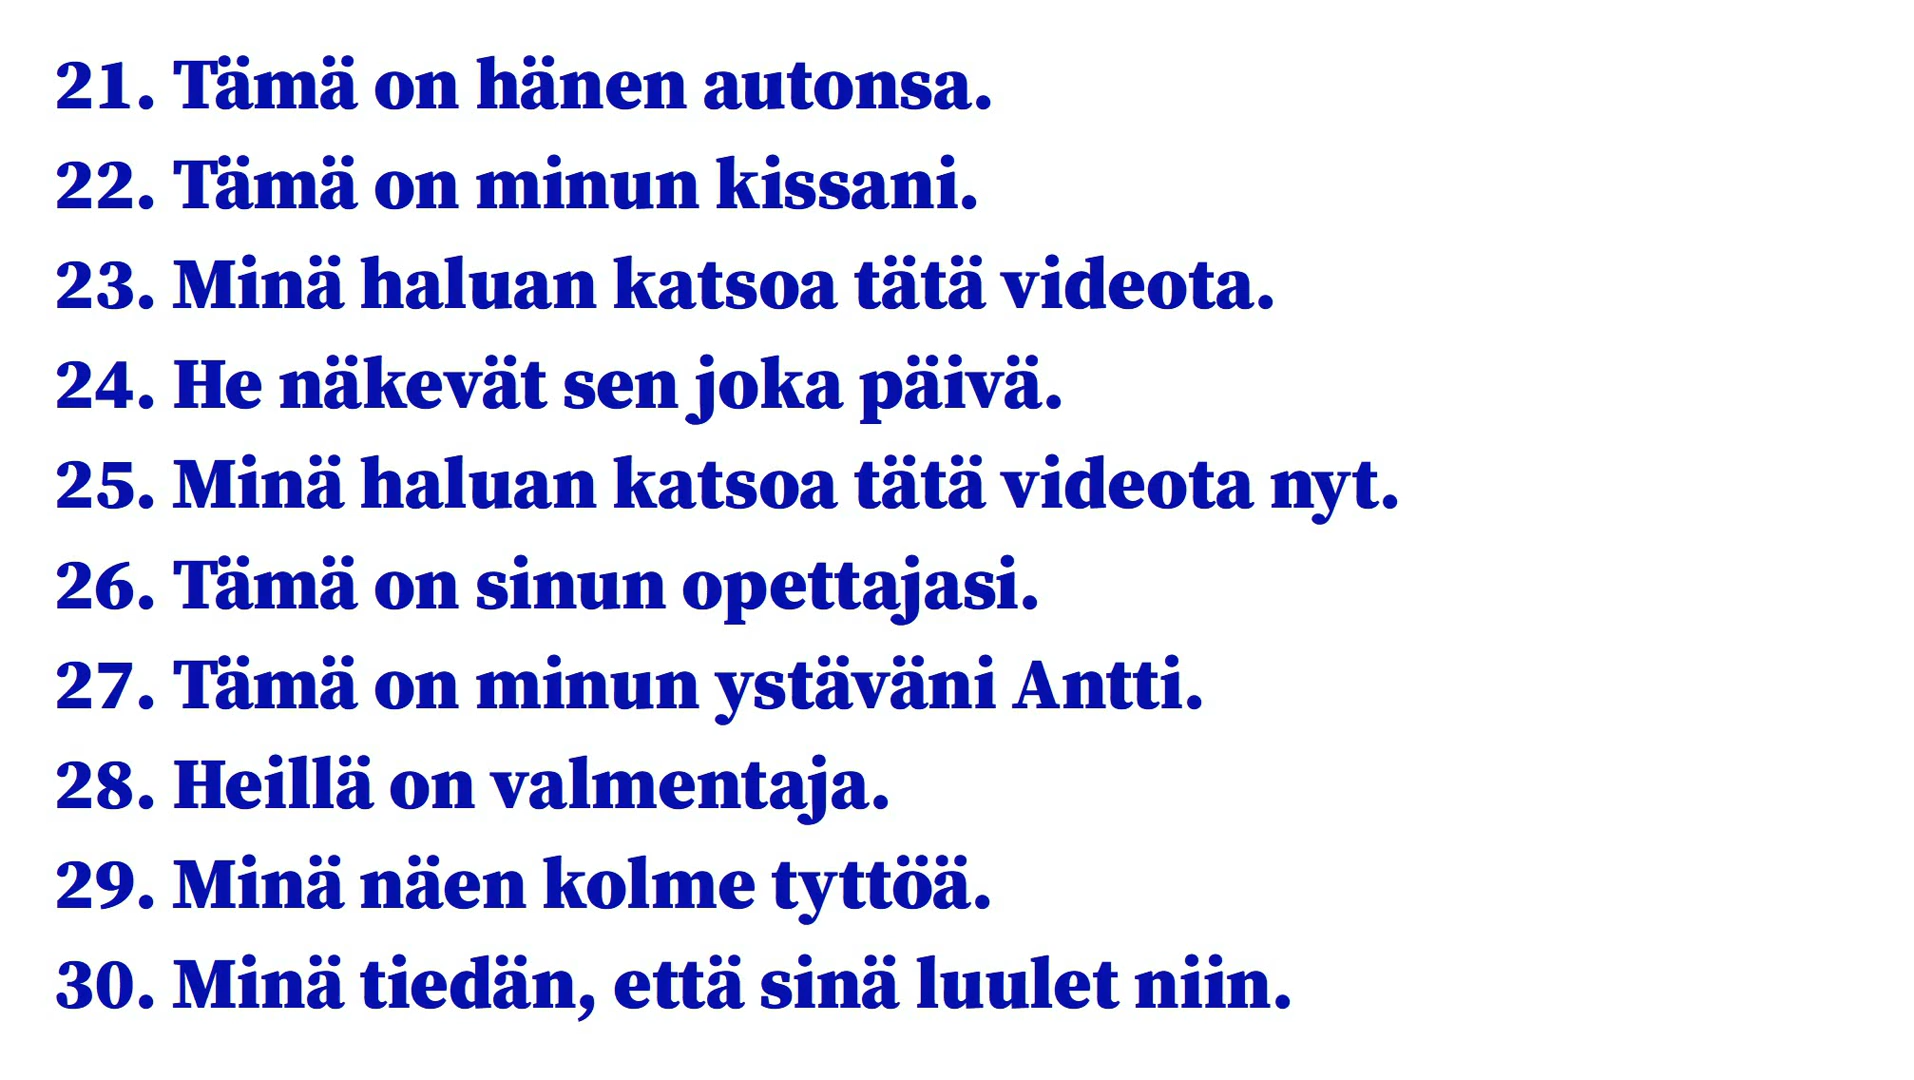 21. Tämä on hänen autonsa.
22. Tämä on minun kissani.
23. Minä haluan katsoa tätä videota.
24. He näkevät sen joka päivä.
25. Minä haluan katsoa tätä videota nyt.
26. Tämä on sinun opettajasi.
27. Tämä on minun ystäväni Antti.
28. Heillä on valmentaja.
29. Minä näen kolme tyttöä.
30. Minä tiedän, että sinä luulet niin.